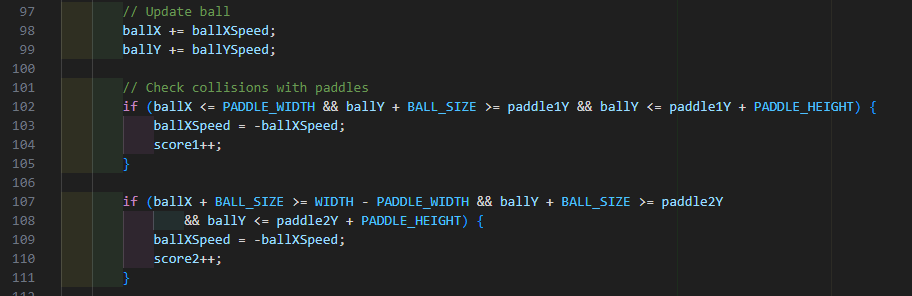 97 // Update ball
98 ballX += ballXSpeed;
99 ballY += ballYSpeed;
100
101 // Check collisions with paddles
102 if (ballX <= PADDLE_WIDTH && ballY + BALL_SIZE >= paddle1Y && ballY <= paddle1Y + PADDLE_HEIGHT) {
103 ballXSpeed = -ballXSpeed;
104 score1++;
105 }
106
107 if (ballX + BALL_SIZE >= WIDTH - PADDLE_WIDTH && ballY + BALL_SIZE >= paddle2Y
108 && ballY <= paddle2Y + PADDLE_HEIGHT) {
109 ballXSpeed = -ballXSpeed;
110 score2++;
111 }